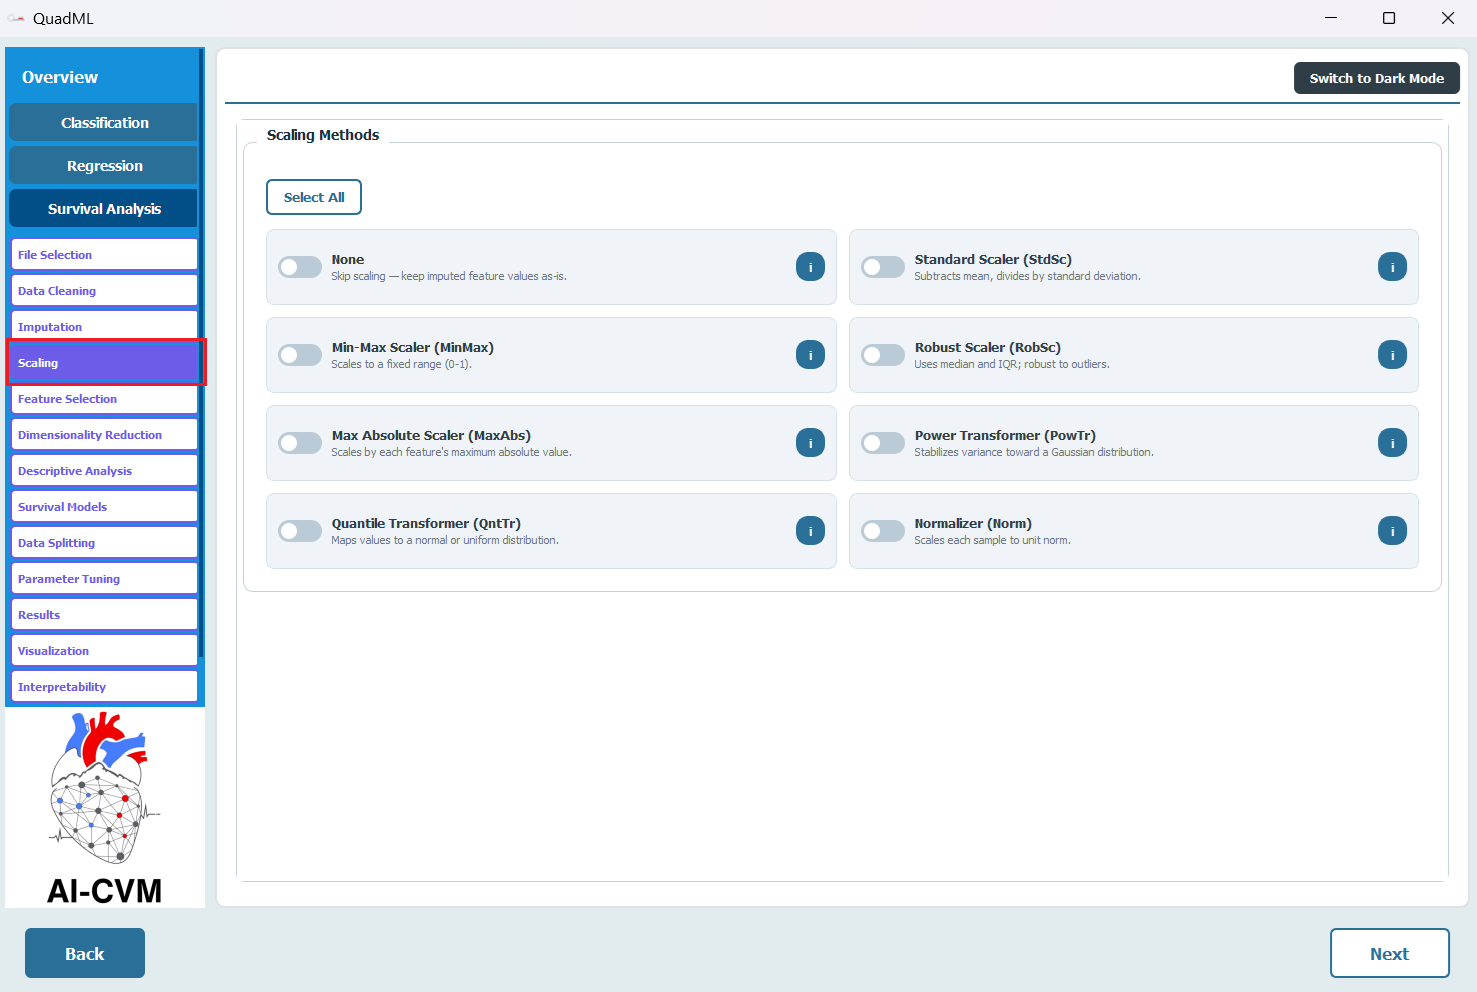 QuadML
Overview
Classification
Regression
Survival Analysis
File Selection
Data Cleaning
Imputation
Scaling
Feature Selection
Dimensionality Reduction
Descriptive Analysis
Survival Models
Data Splitting
Parameter Tuning
Results
Visualization
Interpretability
AI-CVM
Back
Switch to Dark Mode
Scaling Methods
Select All
None
Skip scaling — keep imputed feature values as-is.
i
Standard Scaler (StdSc)
Subtracts mean, divides by standard deviation.
i
Min-Max Scaler (MinMax)
Scales to a fixed range (0-1).
i
Robust Scaler (RobSc)
Uses median and IQR; robust to outliers.
i
Max Absolute Scaler (MaxAbs)
Scales by each feature's maximum absolute value.
i
Power Transformer (PowTr)
Stabilizes variance toward a Gaussian distribution.
i
Quantile Transformer (QntTr)
Maps values to a normal or uniform distribution.
i
Normalizer (Norm)
Scales each sample to unit norm.
i
Next